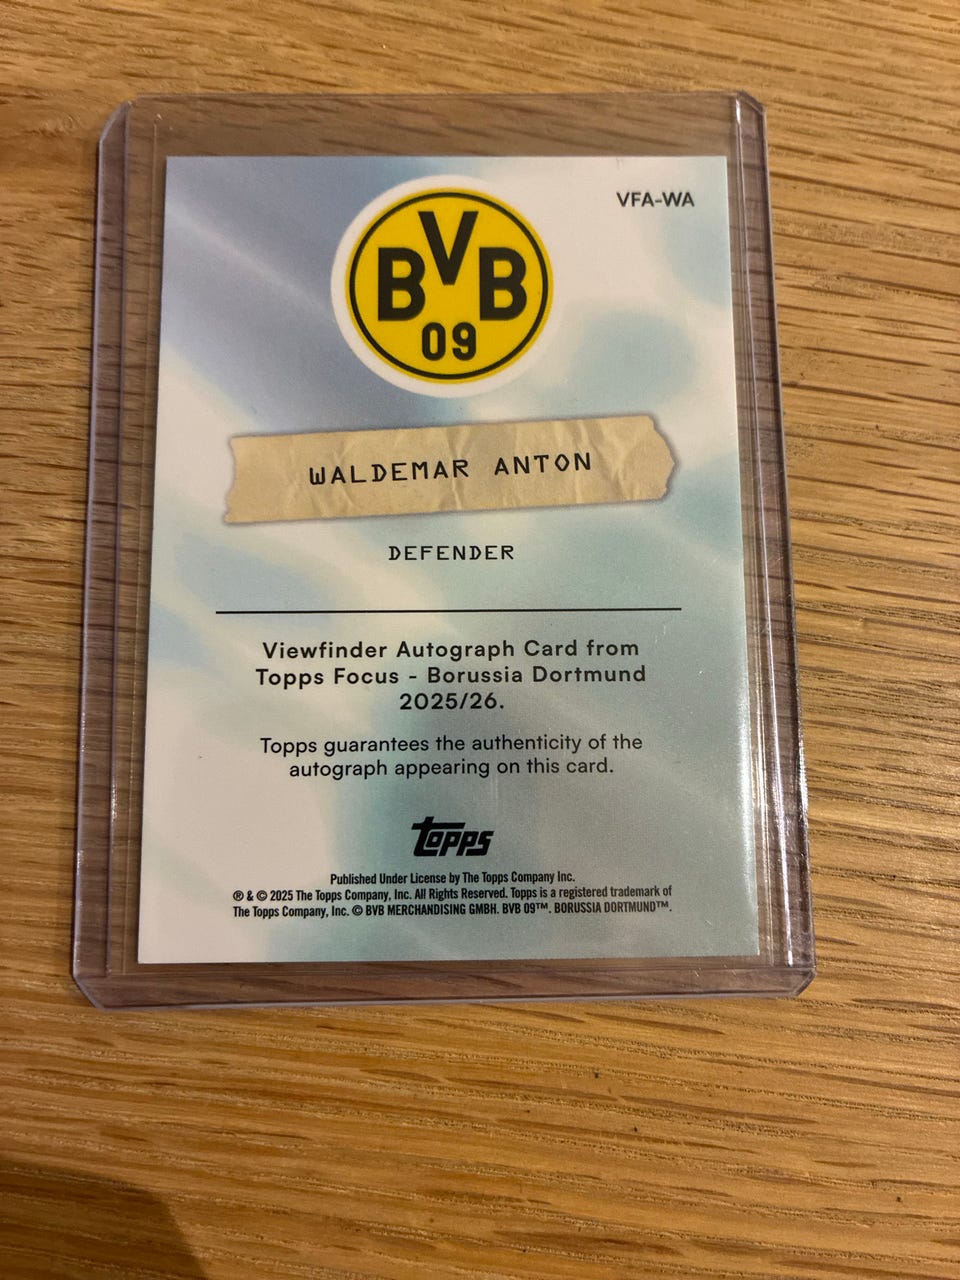 VFA-WA
BVB
09
WALDEMAR ANTON
DEFENDER
Viewfinder Autograph Card from
Topps Focus - Borussia Dortmund
2025/26.
Topps guarantees the authenticity of the
autograph appearing on this card.
Topps
Published Under License by The Topps Company Inc.
® & © 2025 The Topps Company, Inc. All Rights Reserved. Topps is a registered trademark of
The Topps Company, Inc. © BVB MERCHANDISING GMBH. BVB 09™. BORUSSIA DORTMUND™.